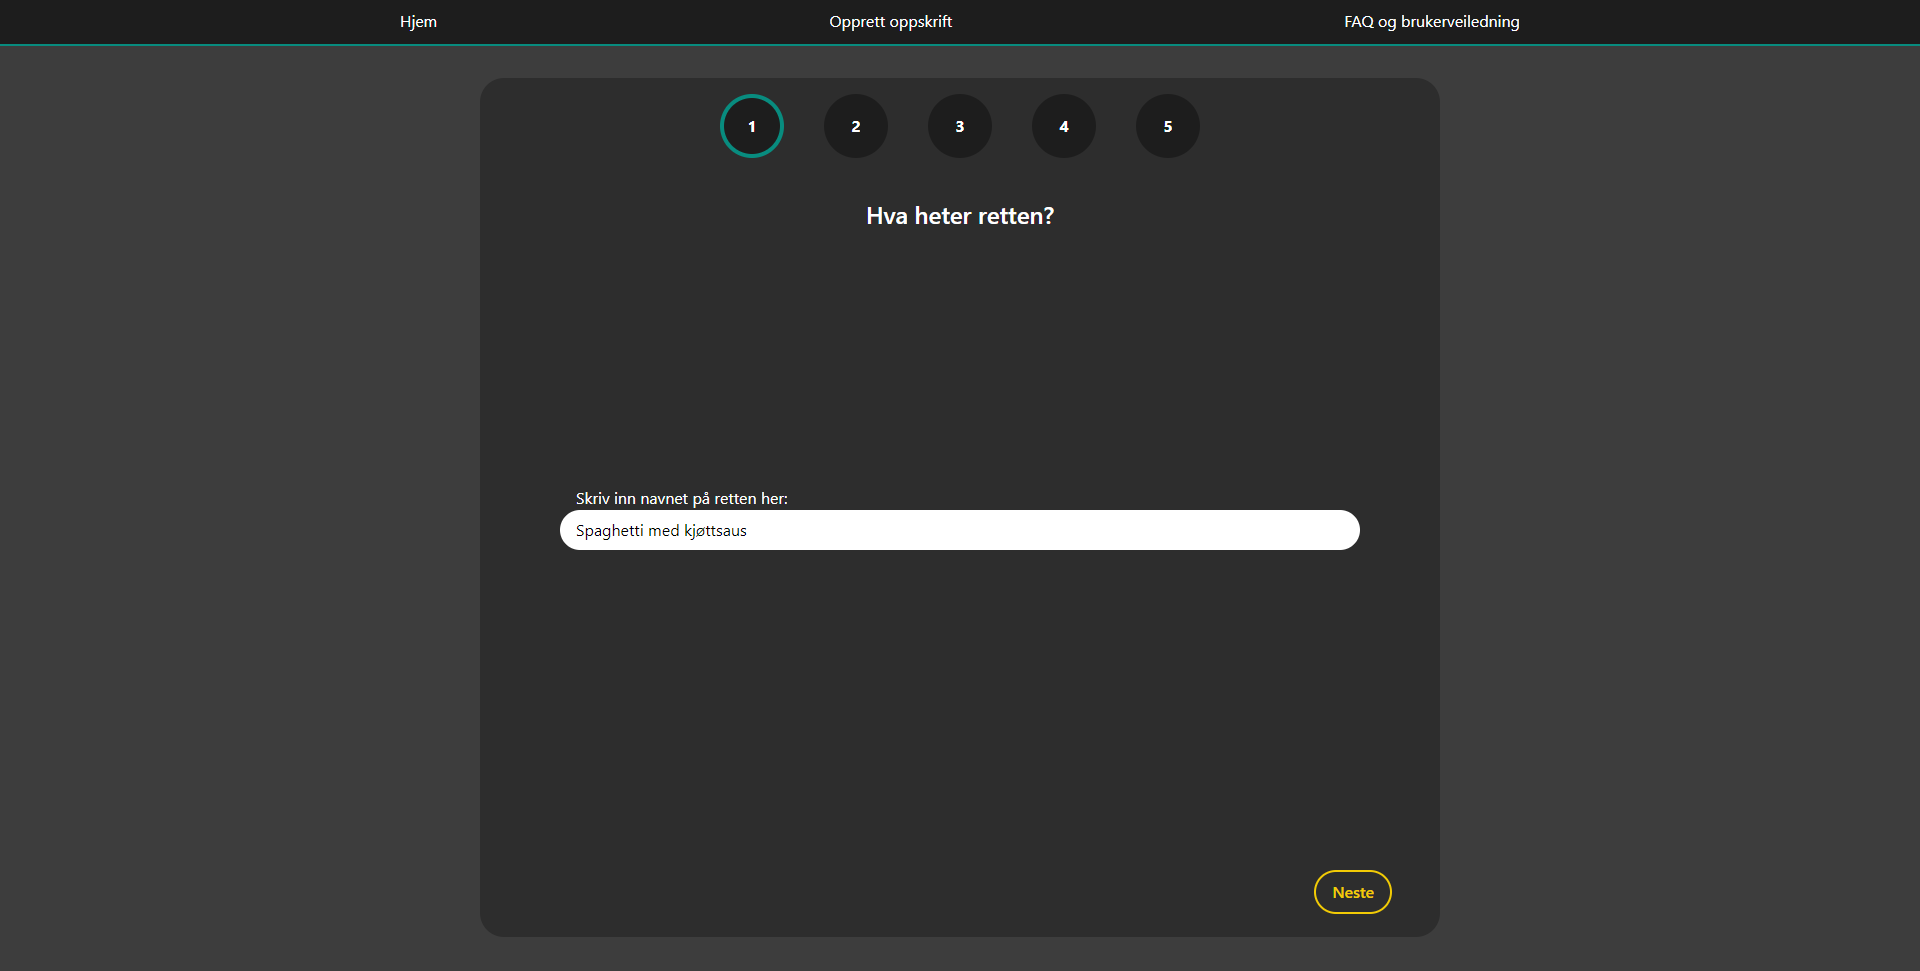 Hjem Opprett oppskrift FAQ og brukerveiledning
1 2 3 4 5
Hva heter retten?
Skriv inn navnet på retten her:
Spaghetti med kjøttsaus
Neste